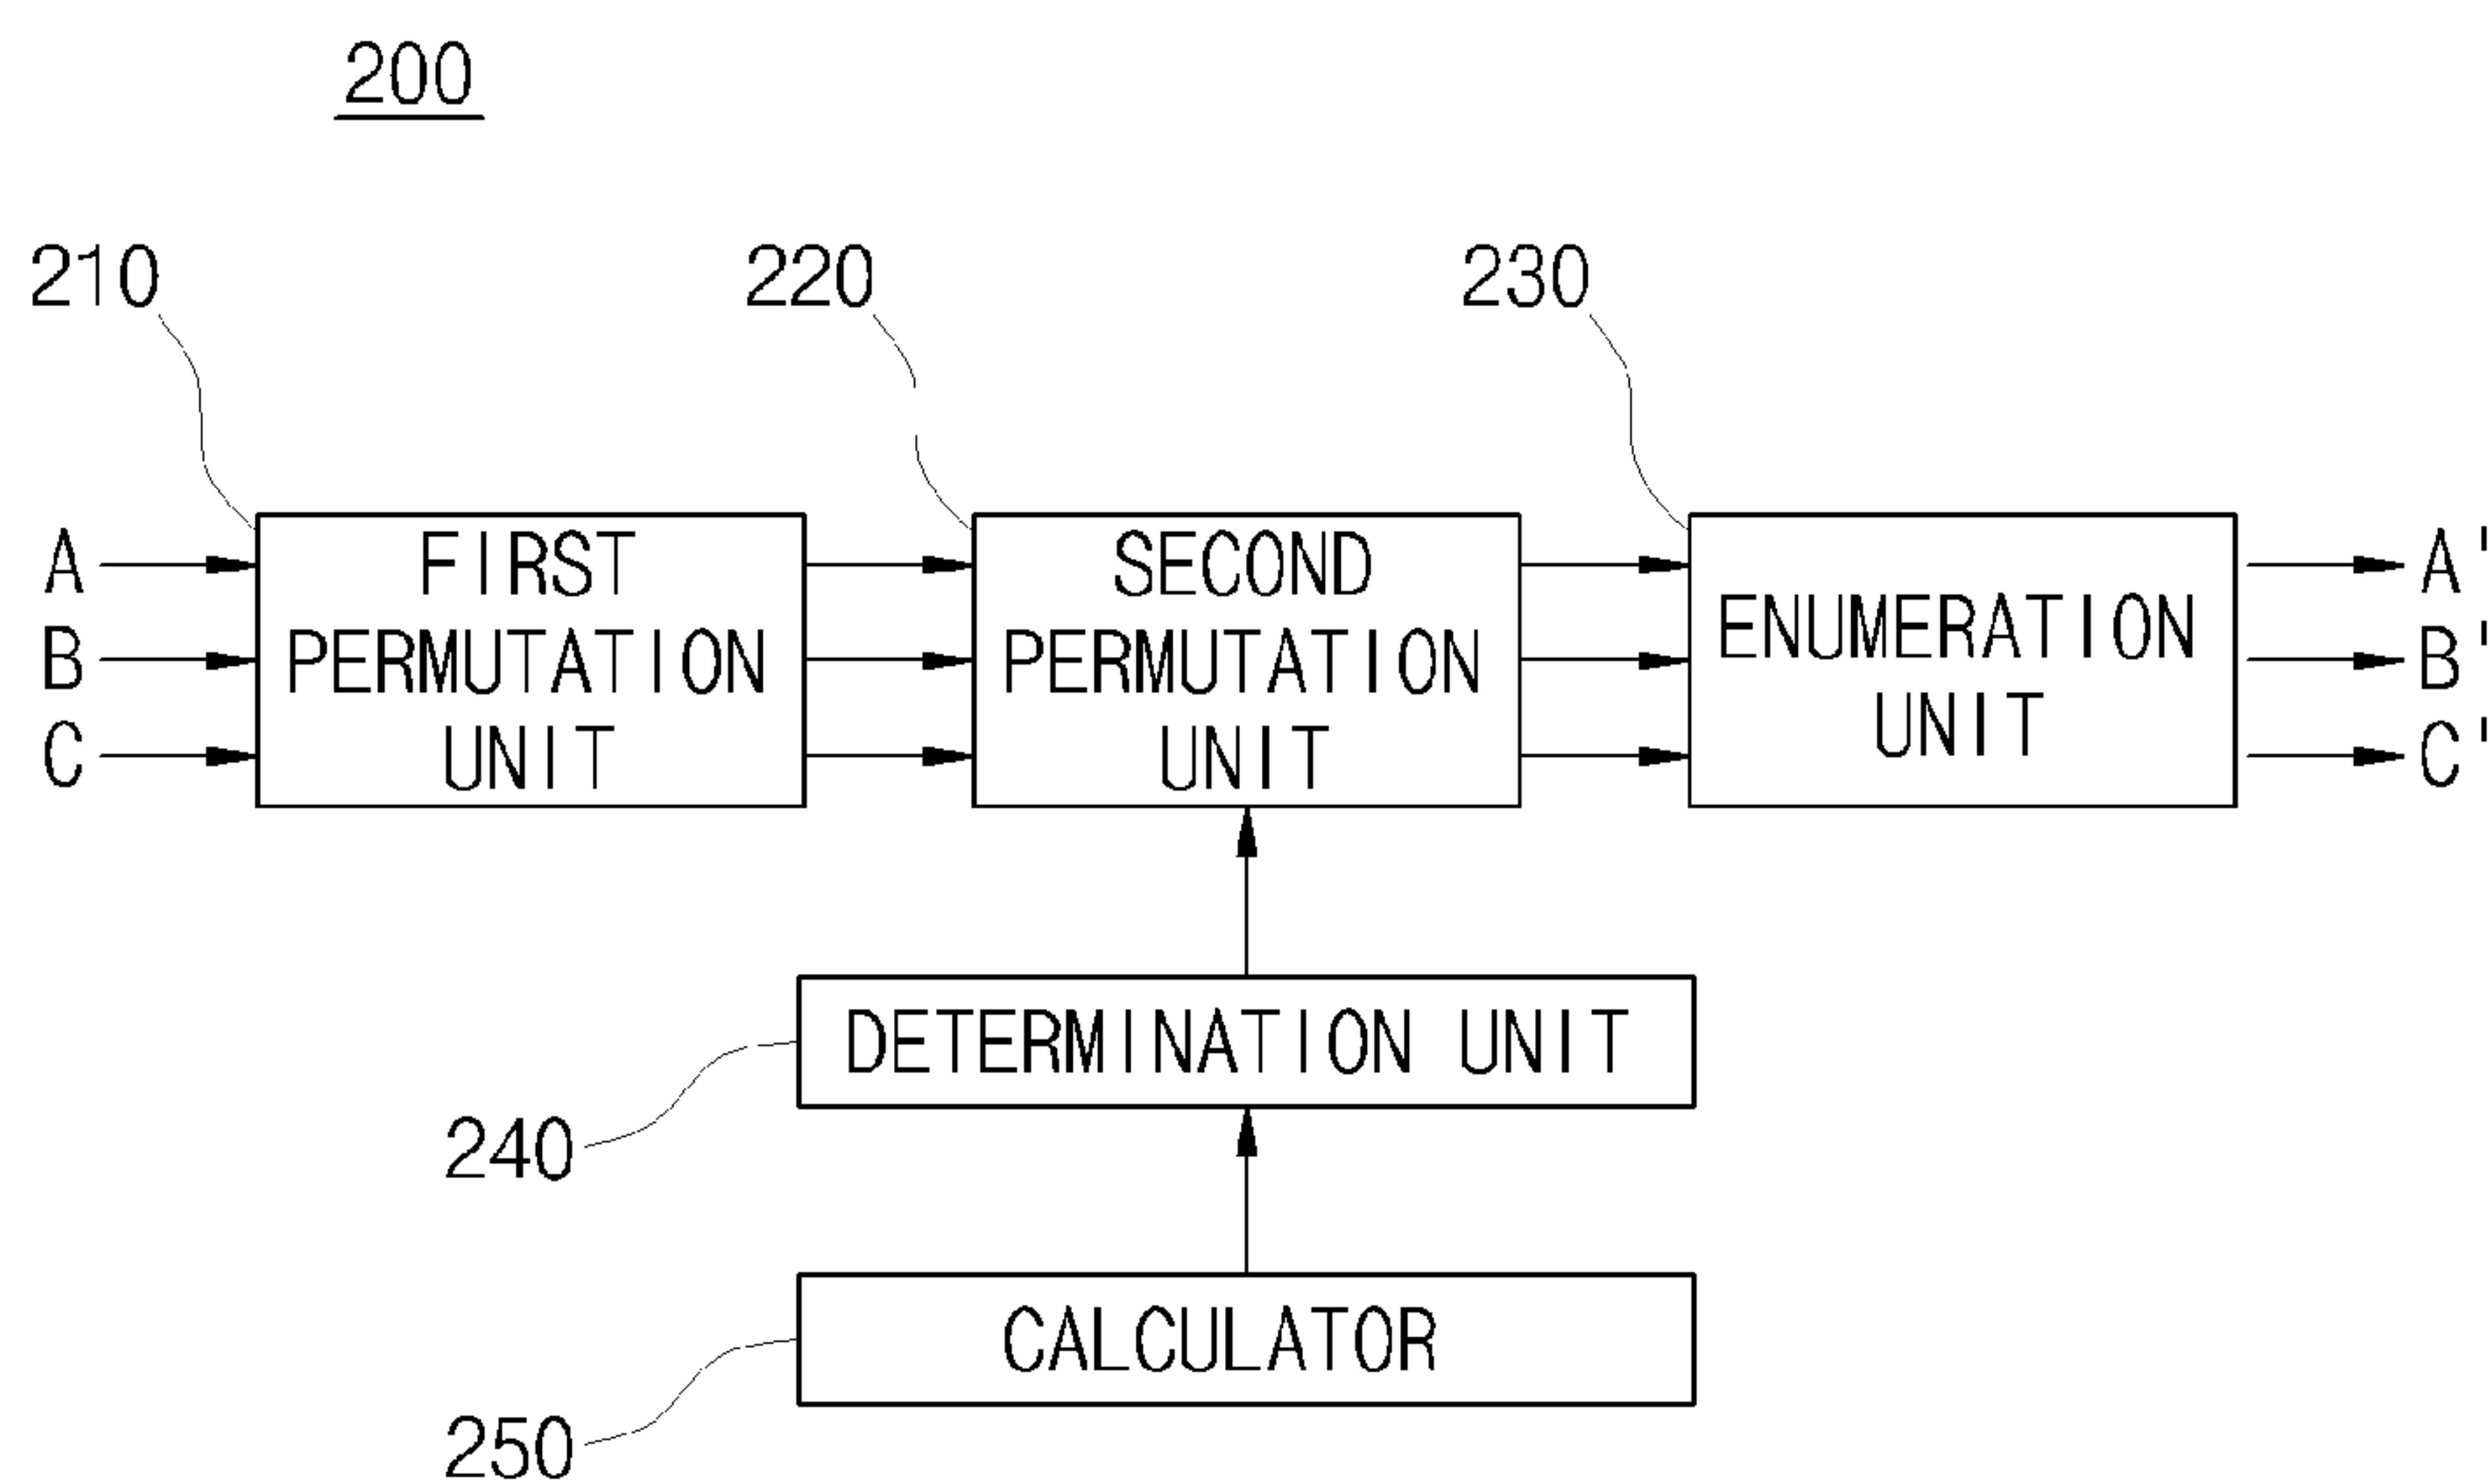 200
210
220
230
A
B
C
FIRST
PERMUTATION
UNIT
SECOND
PERMUTATION
UNIT
ENUMERATION
UNIT
A'
B'
C'
DETERMINATION UNIT
240
CALCULATOR
250